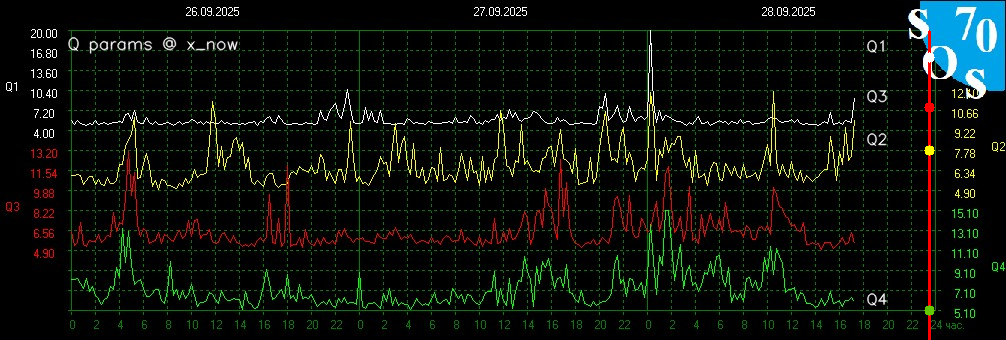 26.09.2025 27.09.2025 28.09.2025
Q params @ x_now
SOS 70
Q1
20.00
16.80
13.60
10.40
7.20
4.00
Q3
13.20
11.54
9.88
8.22
6.56
4.90
Q1
Q3
Q2
Q4
Q2
10.66
9.22
7.78
6.34
4.90
Q4
15.10
13.10
11.10
9.10
7.10
5.10
0 2 4 6 8 10 12 14 16 18 20 22 0 2 4 6 8 10 12 14 16 18 20 22 0 2 4 6 8 10 12 14 16 18 20 22 24 час.